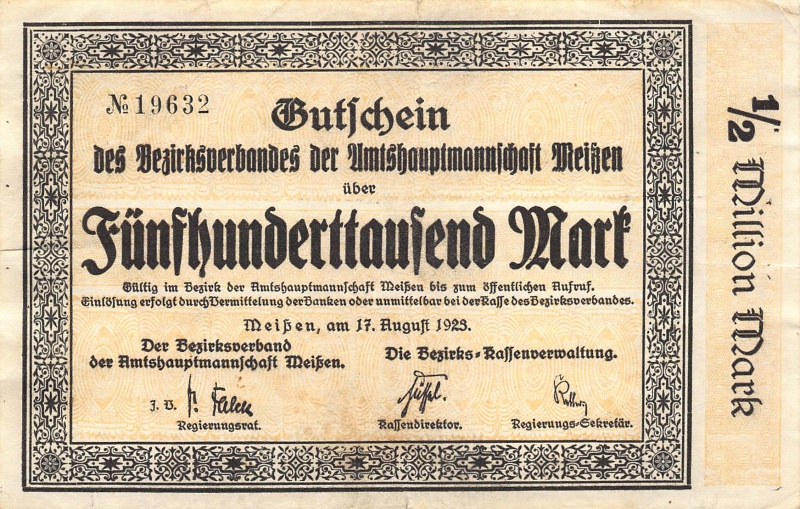 № 19632
Gutschein
des Bezirksverbandes der Amtshauptmannschaft Meißen
über
Fünfhunderttausend Mark
Gültig im Bezirk der Amtshauptmannschaft Meißen bis zum öffentlichen Aufruf.
Einlösung erfolgt durch Vermittelung der Banken oder unmittelbar bei der Kasse des Bezirksverbandes.
Meißen, am 17. August 1923.
Der Bezirksverband
der Amtshauptmannschaft Meißen.
Die Bezirks-Kassenverwaltung.
J. V.
Regierungsrat.
Kassendirektor.
Regierungs-Sekretär.
1/2 Million Mark